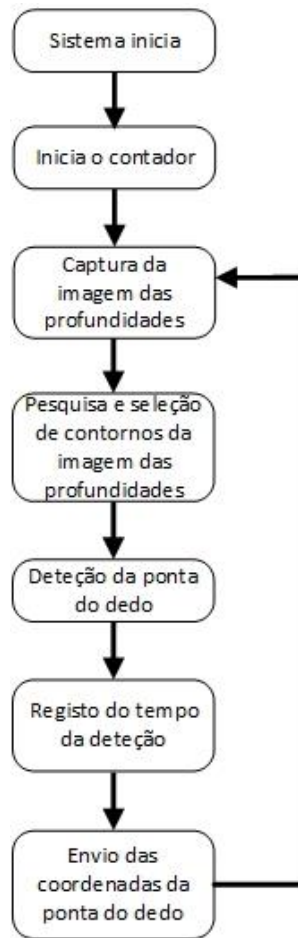 Sistema inicia
Inicia o contador
Captura da
imagem das
profundidades
Pesquisa e seleção
de contornos da
imagem das
profundidades
Deteção da ponta
do dedo
Registo do tempo
da deteção
Envio das
coordenadas da
ponta do dedo